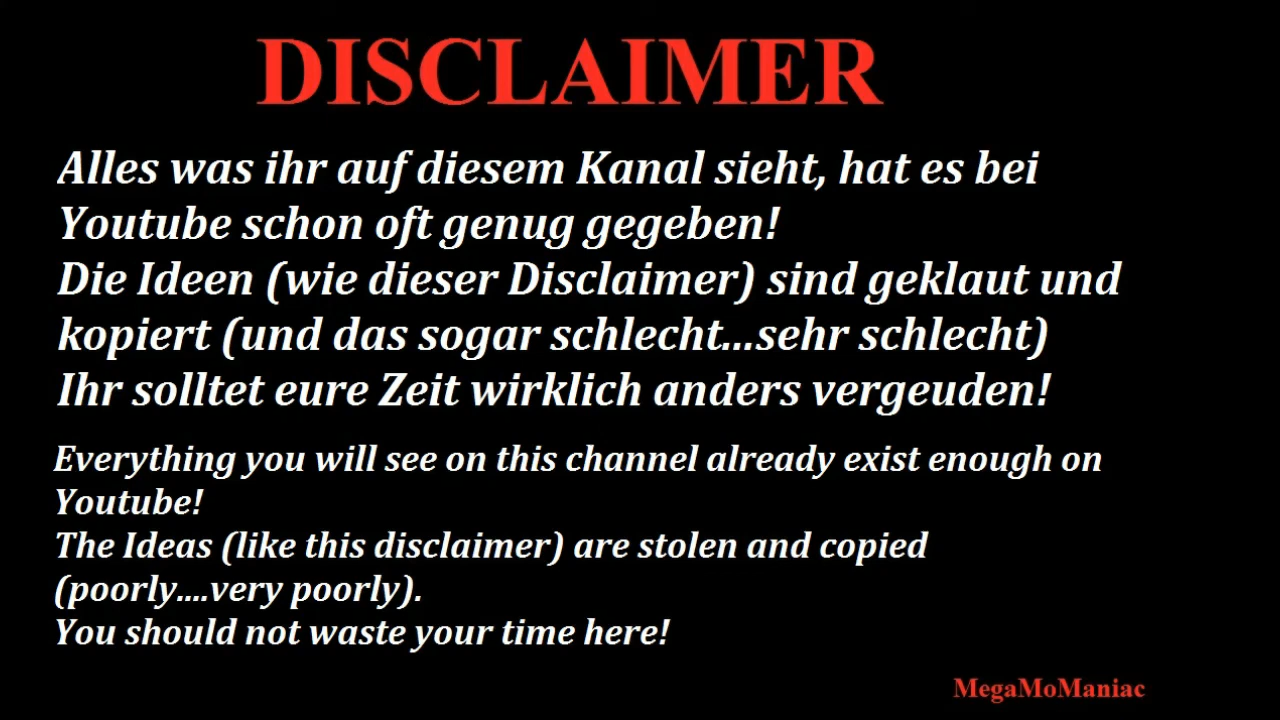 DISCLAIMER
Alles was ihr auf diesem Kanal sieht, hat es bei
Youtube schon oft genug gegeben!
Die Ideen (wie dieser Disclaimer) sind geklaut und
kopiert (und das sogar schlecht...sehr schlecht)
Ihr solltet eure Zeit wirklich anders vergeuden!
Everything you will see on this channel already exist enough on
Youtube!
The Ideas (like this disclaimer) are stolen and copied
(poorly....very poorly).
You should not waste your time here!
MegaMoManiac